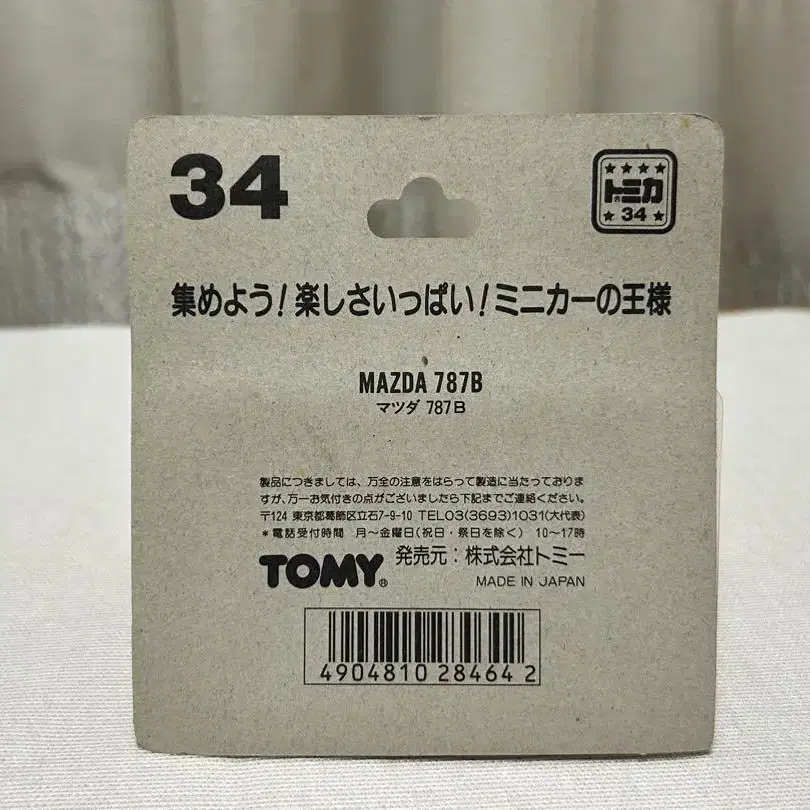 34
★★★★
トミカ
★34★
集めよう!楽しさいっぱい!ミニカーの王様
MAZDA 787B
マツダ 787B
製品につきましては、万全の注意をはらって製造に当たっておりま
すが、万一お気付きの点がございましたら下記までご連絡ください。
〒124 東京都葛飾区立石7-9-10 TEL03(3693)1031(大代表)
*電話受付時間 月〜金曜日(祝日・祭日を除く) 10〜17時
TOMY® 発売元:株式会社トミー
MADE IN JAPAN
4904810 28464 2